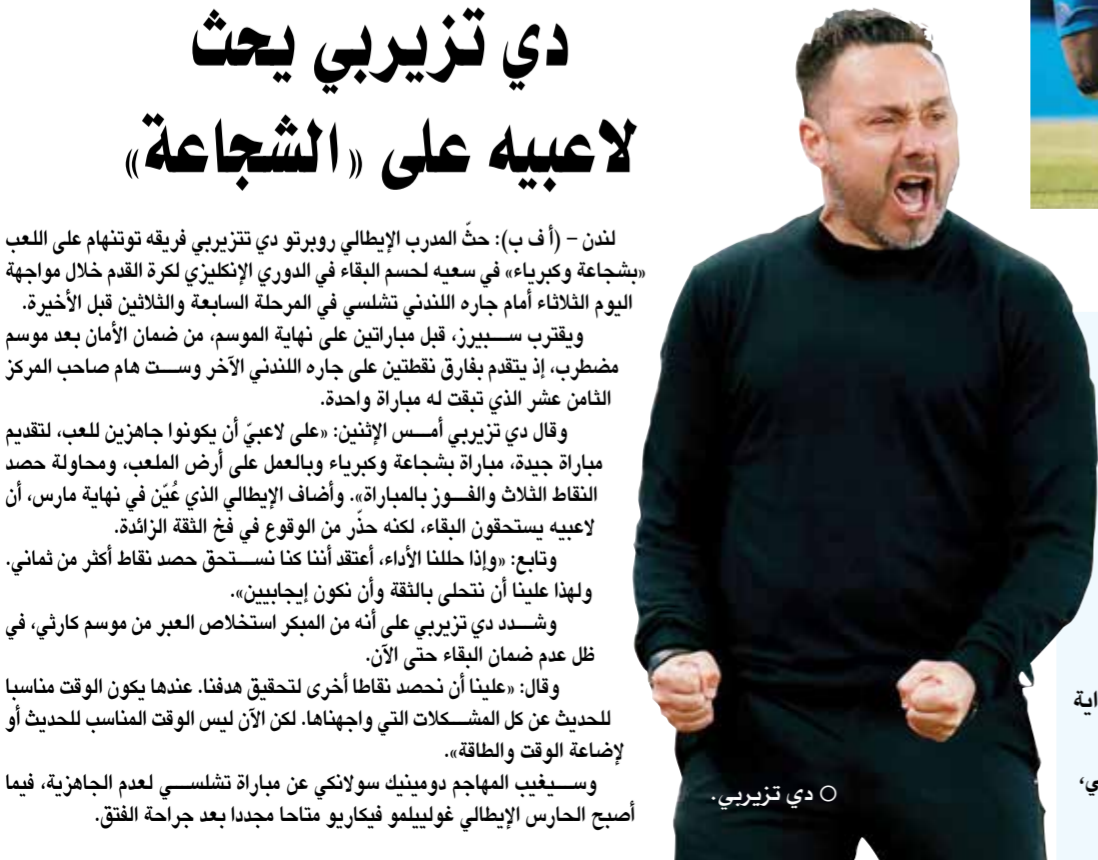 دي تزيربي يحث
لاعبيه على «الشجاعة»
لندن – (أ ف ب): حثّ المدرب الإيطالي روبرتو دي تتزيربي فريقه توتنهام على اللعب
«بشجاعة وكبرياء» في سعيه لحسم البقاء في الدوري الإنكليزي لكرة القدم خلال مواجهة
اليوم الثلاثاء أمام جاره اللندني تشلسي في المرحلة السابعة والثلاثين قبل الأخيرة.
ويقترب سبيرز، قبل مباراتين على نهاية الموسم، من ضمان الأمان بعد موسم
مضطرب، إذ يتقدم بفارق نقطتين على جاره اللندني الآخر وست هام صاحب المركز
الثامن عشر الذي تبقت له مباراة واحدة.
وقال دي تزيربي أمس الإثنين: «على لاعبيّ أن يكونوا جاهزين للعب، لتقديم
مباراة جيدة، مباراة بشجاعة وكبرياء وبالعمل على أرض الملعب، ومحاولة حصد
النقاط الثلاث والفوز بالمباراة». وأضاف الإيطالي الذي عُيّن في نهاية مارس، أن
لاعبيه يستحقون البقاء، لكنه حذّر من الوقوع في فخ الثقة الزائدة.
وتابع: «وإذا حللنا الأداء، أعتقد أننا كنا نستحق حصد نقاط أكثر من ثماني.
ولهذا علينا أن نتحلى بالثقة وأن نكون إيجابيين».
وشدد دي تزيربي على أنه من المبكر استخلاص العبر من موسم كارثي، في
ظل عدم ضمان البقاء حتى الآن.
وقال: «علينا أن نحصد نقاطا أخرى لتحقيق هدفنا. عندها يكون الوقت مناسبا
للحديث عن كل المشكلات التي واجهناها. لكن الآن ليس الوقت المناسب للحديث أو
لإضاعة الوقت والطاقة».
وسيغيب المهاجم دومينيك سولانكي عن مباراة تشلسي لعدم الجاهزية، فيما
أصبح الحارس الإيطالي غولييلمو فيكاريو متاحا مجددا بعد جراحة الفتق.
○ دي تزيربي.